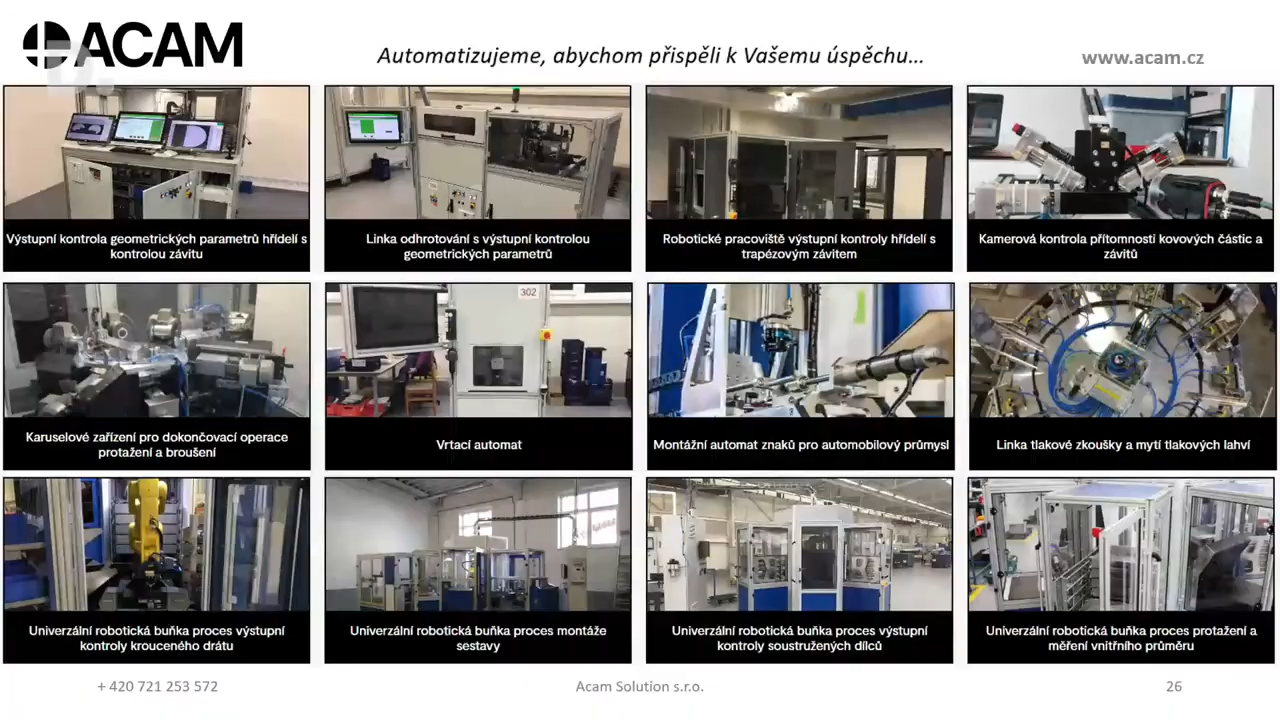 ACAM
Automatizujeme, abychom přispěli k Vašemu úspěchu...
www.acam.cz
Výstupní kontrola geometrických parametrů hřídelí s
kontrolou závitu
Linka odhrotování s výstupní kontrolou
geometrických parametrů
Robotické pracoviště výstupní kontroly hřídelí s
trapézovým závitem
Kamerová kontrola přítomnosti kovových částic a
závitů
302
Karuselové zařízení pro dokončovací operace
protažení a broušení
Vrtací automat
Montážní automat znaků pro automobilový průmysl
Linka tlakové zkoušky a mytí tlakových lahví
Univerzální robotická buňka proces výstupní
kontroly krouceného drátu
Univerzální robotická buňka proces montáže
sestavy
Univerzální robotická buňka proces výstupní
kontroly soustružených dílců
Univerzální robotická buňka proces protažení a
měření vnitřního průměru
+ 420 721 253 572
Acam Solution s.r.o.
26